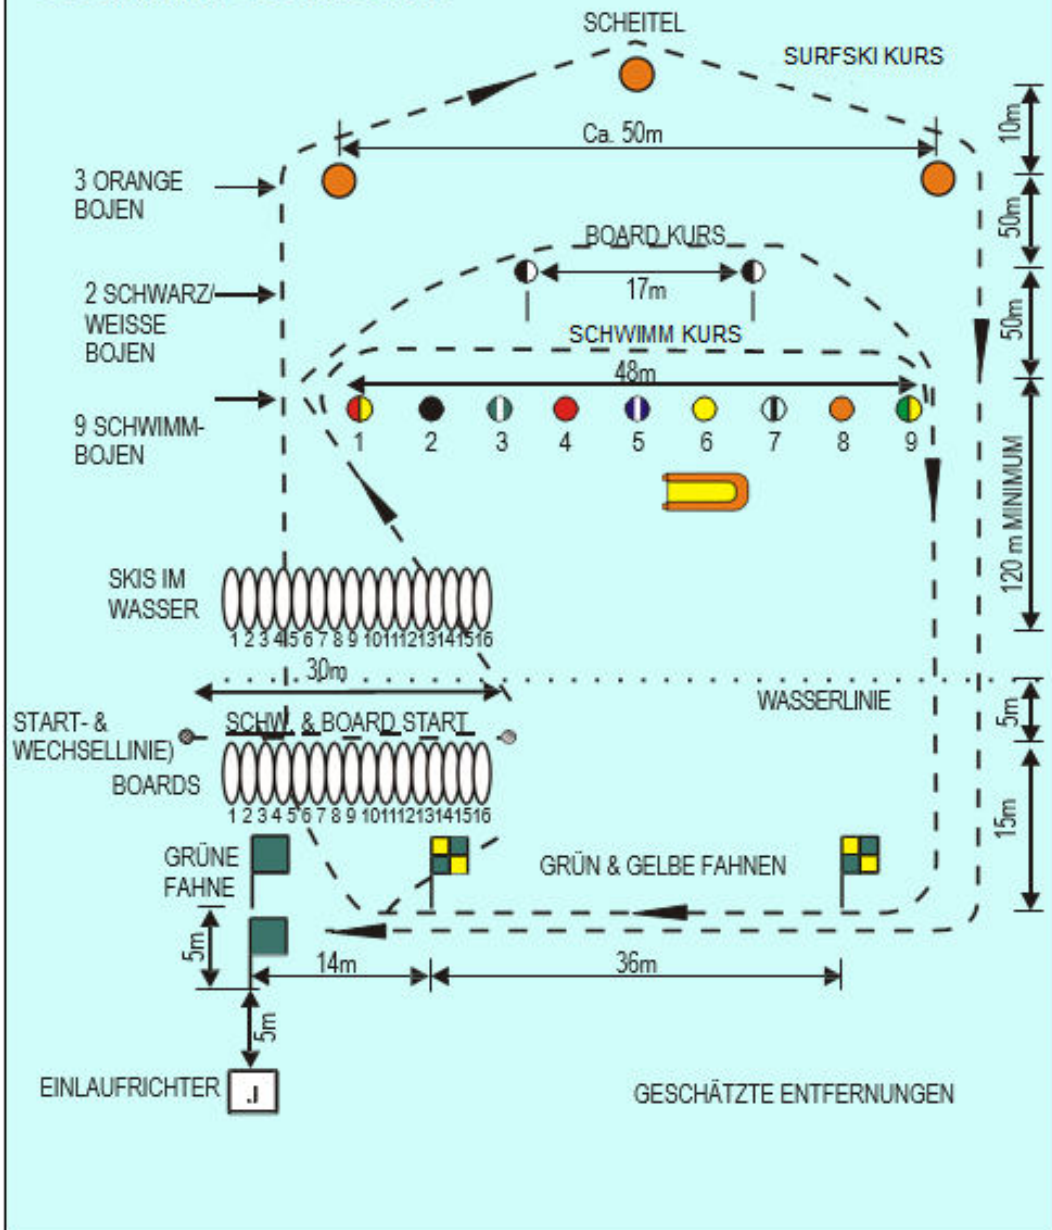 SCHEITEL
SURFSKI KURS
10m
Ca. 50m
3 ORANGE
BOJEN
50m
BOARD KURS
2 SCHWARZ/
WEISSE
BOJEN
17m
50m
SCHWIMM KURS
48m
9 SCHWIMM-
BOJEN
1 2 3 4 5 6 7 8 9
120 m MINIMUM
SKIS IM
WASSER
1 2 3 4 5 6 7 8 9 10 11 12 13 14 15 16
WASSERLINIE
5m
START- &
WECHSELLINIE)
SCHW. & BOARD START
BOARDS
1 2 3 4 5 6 7 8 9 10 11 12 13 14 15 16
15m
GRÜNE
FAHNE
GRÜN & GELBE FAHNEN
5m
14m
36m
5m
EINLAUFRICHTER
J
GESCHÄTZTE ENTFERNUNGEN